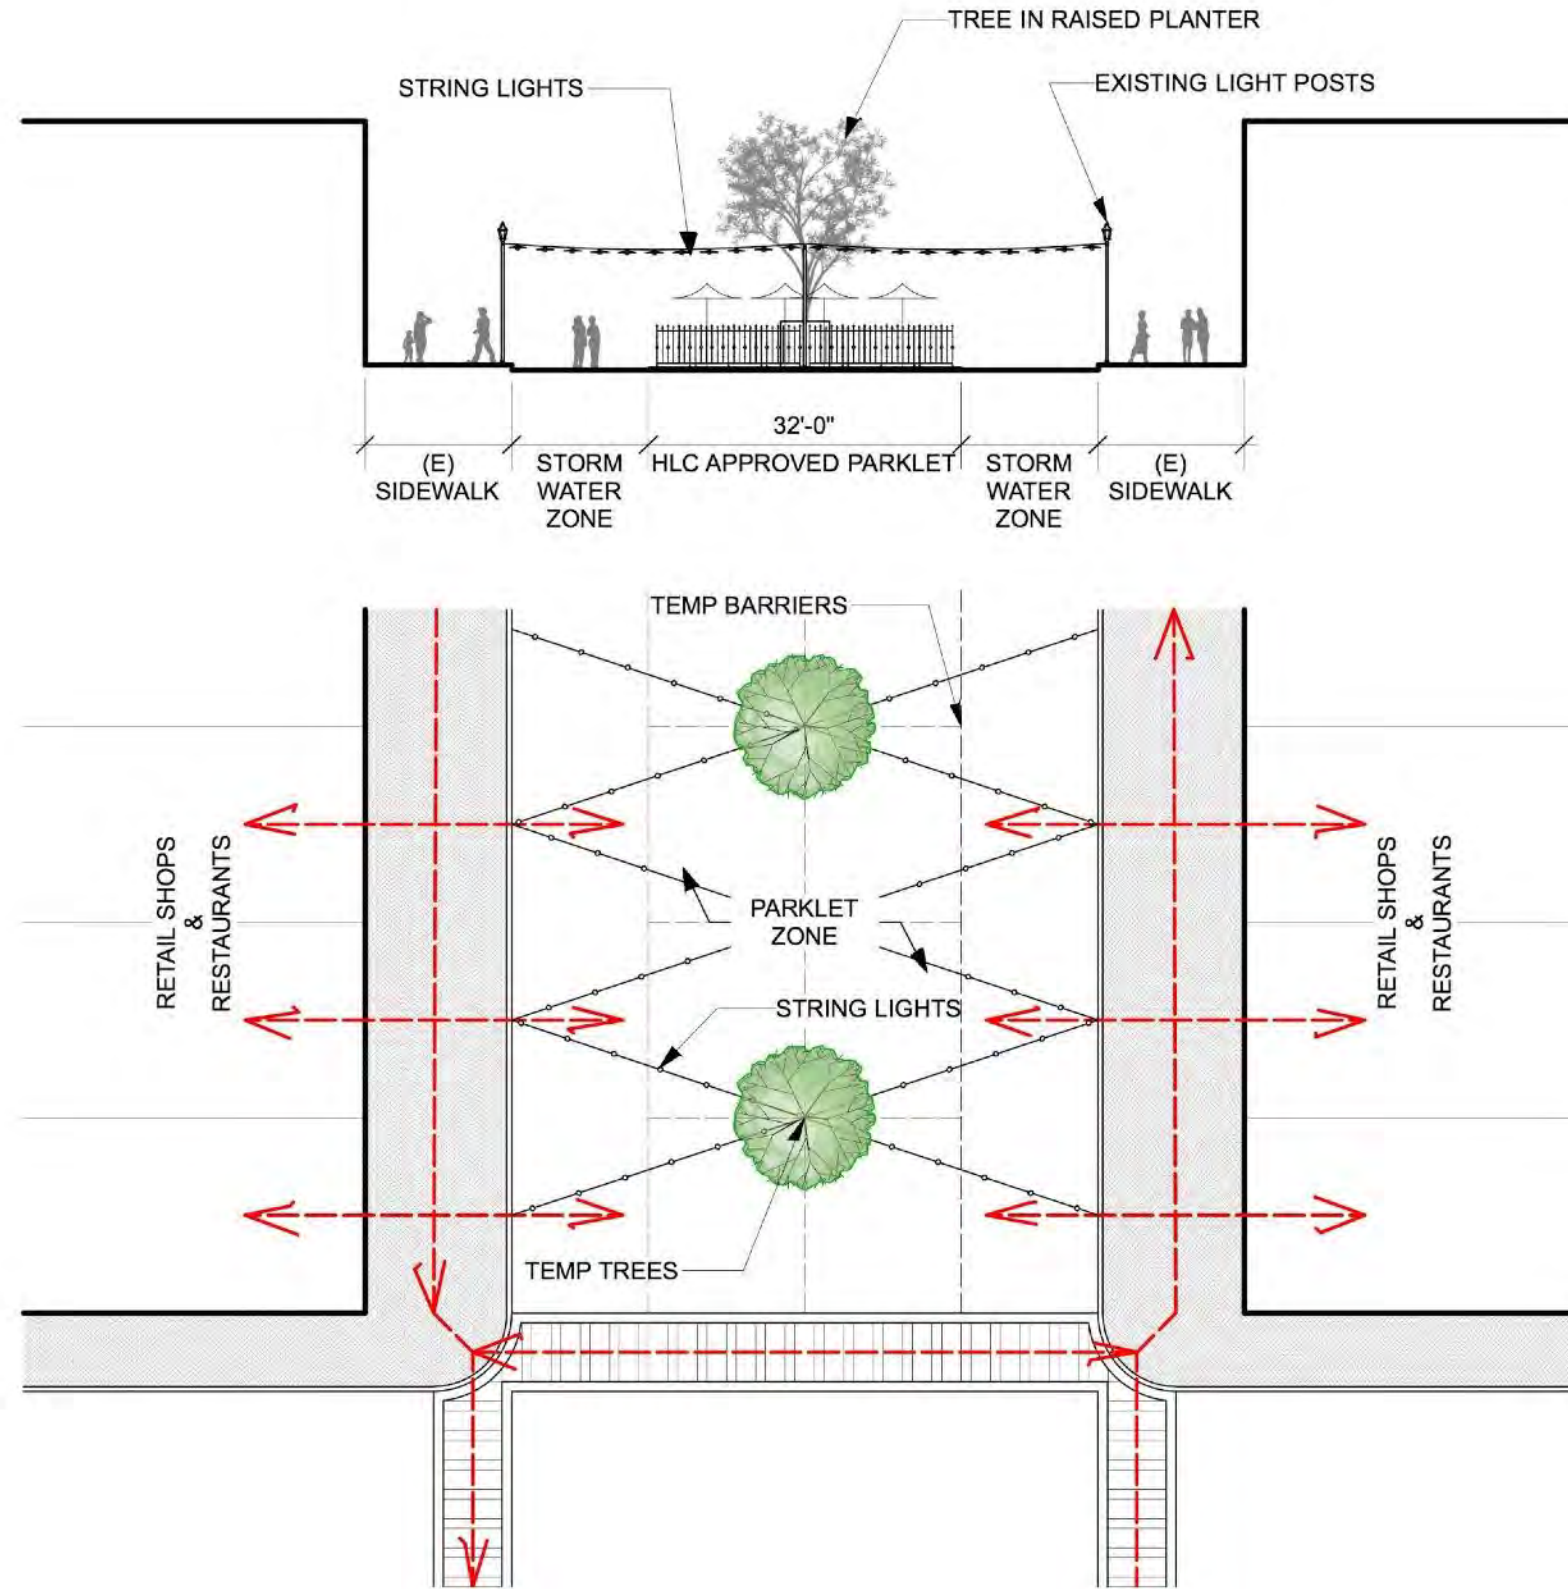 TREE IN RAISED PLANTER
STRING LIGHTS
EXISTING LIGHT POSTS
32'-0"
(E)
SIDEWALK
STORM
WATER
ZONE
HLC APPROVED PARKLET
STORM
WATER
ZONE
(E)
SIDEWALK
TEMP BARRIERS
RETAIL SHOPS
&
RESTAURANTS
PARKLET
ZONE
RETAIL SHOPS
&
RESTAURANTS
STRING LIGHTS
TEMP TREES